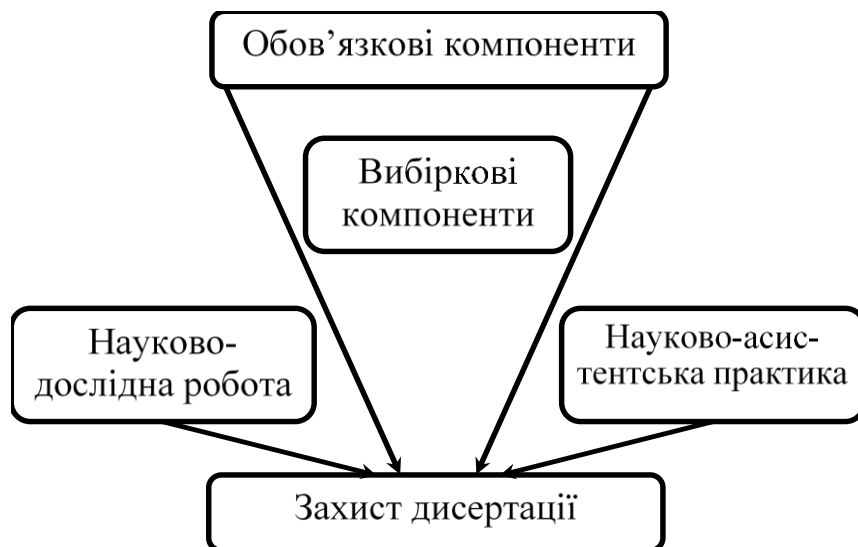 Обов’язкові компоненти
Вибіркові
компоненти
Науково-
дослідна робота
Науково-асис-
тентська практика
Захист дисертації